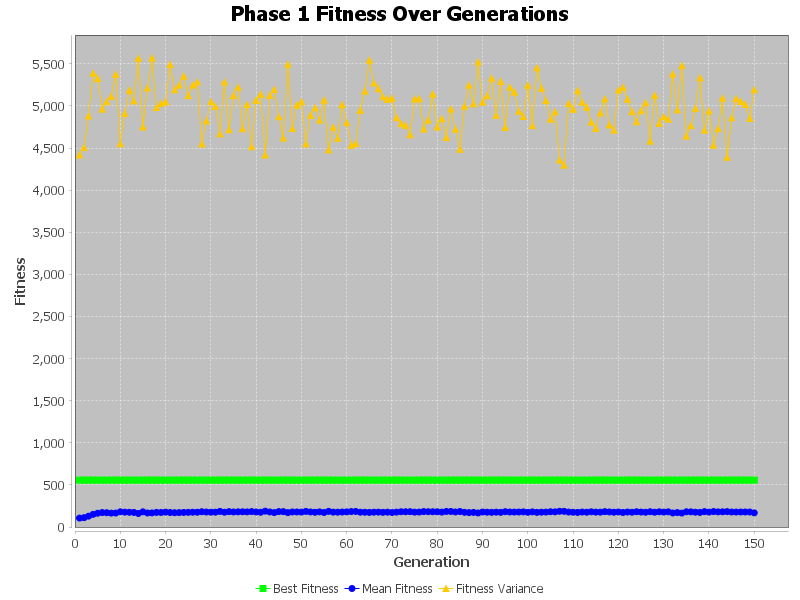 Phase 1 Fitness Over Generations
Fitness
5,500
5,000
4,500
4,000
3,500
3,000
2,500
2,000
1,500
1,000
500
0
0 10 20 30 40 50 60 70 80 90 100 110 120 130 140 150
Generation
Best Fitness Mean Fitness Fitness Variance